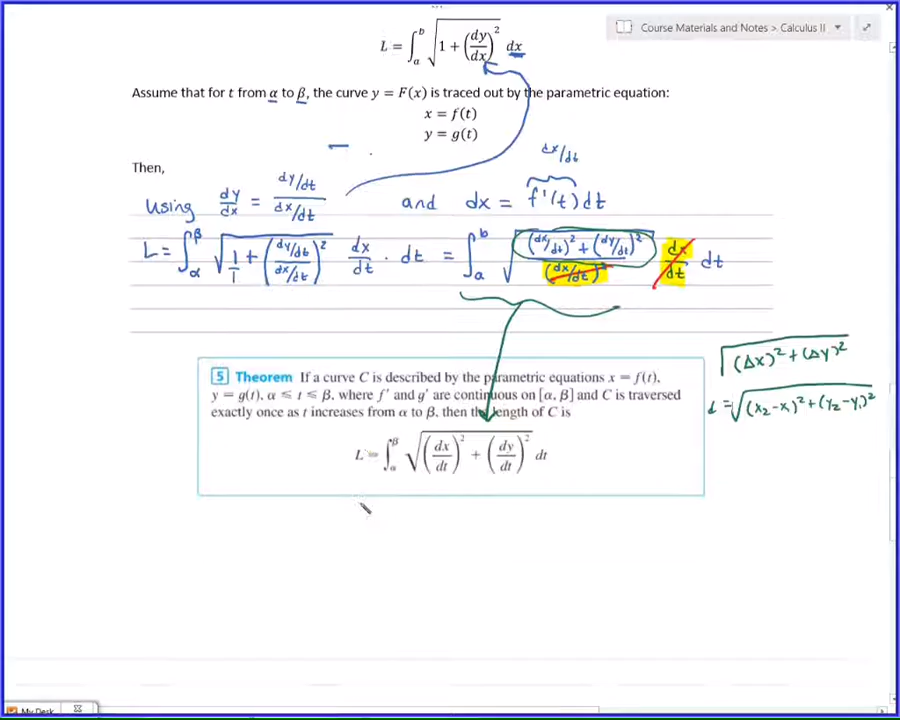 L = ∫_a^b √(1 + (dy/dx)²) dx
Course Materials and Notes > Calculus II
Assume that for t from α to β, the curve y = F(x) is traced out by the parametric equation:
x = f(t)
y = g(t)
dx/dt
Then,
Using dy/dx = (dy/dt)/(dx/dt) and dx = f'(t) dt
L = ∫_α^β √(1/1 + ((dy/dt)/(dx/dt))²) dx/dt · dt = ∫_a^b √(((dx/dt)² + (dy/dt)²)/(dx/dt)²) dx/dt dt
√((Δx)² + (Δy)²)
d = √((x₂-x₁)² + (y₂-y₁)²)
5 Theorem If a curve C is described by the parametric equations x = f(t),
y = g(t), α ⩽ t ⩽ β, where f' and g' are continuous on [α, β] and C is traversed
exactly once as t increases from α to β, then the length of C is
L = ∫_α^β √((dx/dt)² + (dy/dt)²) dt
My Desk